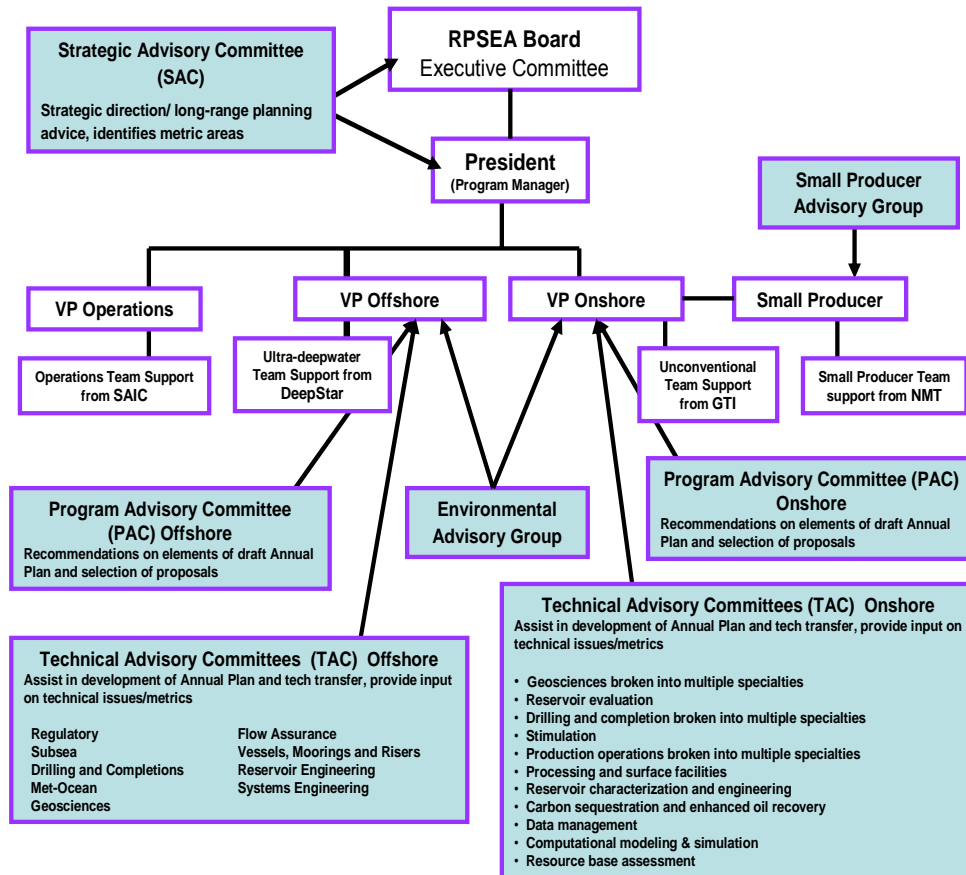 Strategic Advisory Committee
(SAC)
Strategic direction/ long-range planning
advice, identifies metric areas
RPSEA Board
Executive Committee
President
(Program Manager)
Small Producer
Advisory Group
VP Operations
VP Offshore
VP Onshore
Small Producer
Operations Team Support
from SAIC
Ultra-deepwater
Team Support from
DeepStar
Unconventional
Team Support
from GTI
Small Producer Team
support from NMT
Program Advisory Committee
(PAC) Offshore
Recommendations on elements of draft Annual
Plan and selection of proposals
Environmental
Advisory Group
Program Advisory Committee (PAC)
Onshore
Recommendations on elements of draft Annual
Plan and selection of proposals
Technical Advisory Committees (TAC) Offshore
Assist in development of Annual Plan and tech transfer, provide input
on technical issues/metrics
Regulatory
Subsea
Drilling and Completions
Met-Ocean
Geosciences
Flow Assurance
Vessels, Moorings and Risers
Reservoir Engineering
Systems Engineering
Technical Advisory Committees (TAC) Onshore
Assist in development of Annual Plan and tech transfer, provide input on
technical issues/metrics
• Geosciences broken into multiple specialties
• Reservoir evaluation
• Drilling and completion broken into multiple specialties
• Stimulation
• Production operations broken into multiple specialties
• Processing and surface facilities
• Reservoir characterization and engineering
• Carbon sequestration and enhanced oil recovery
• Data management
• Computational modeling & simulation
• Resource base assessment